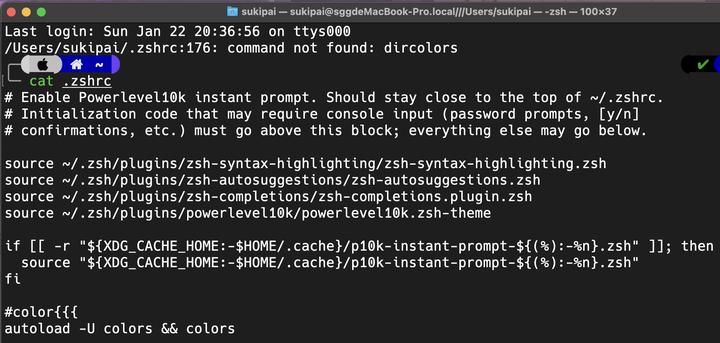 sukipai — sukipai@sggdeMacBook-Pro.local///Users/sukipai — -zsh — 100×37
Last login: Sun Jan 22 20:36:56 on ttys000
/Users/sukipai/.zshrc:176: command not found: dircolors
~ ✔
cat .zshrc
# Enable Powerlevel10k instant prompt. Should stay close to the top of ~/.zshrc.
# Initialization code that may require console input (password prompts, [y/n]
# confirmations, etc.) must go above this block; everything else may go below.

source ~/.zsh/plugins/zsh-syntax-highlighting/zsh-syntax-highlighting.zsh
source ~/.zsh/plugins/zsh-autosuggestions/zsh-autosuggestions.zsh
source ~/.zsh/plugins/zsh-completions/zsh-completions.plugin.zsh
source ~/.zsh/plugins/powerlevel10k/powerlevel10k.zsh-theme

if [[ -r "${XDG_CACHE_HOME:-$HOME/.cache}/p10k-instant-prompt-${(%):-%n}.zsh" ]]; then
  source "${XDG_CACHE_HOME:-$HOME/.cache}/p10k-instant-prompt-${(%):-%n}.zsh"
fi

#color{{{
autoload -U colors && colors